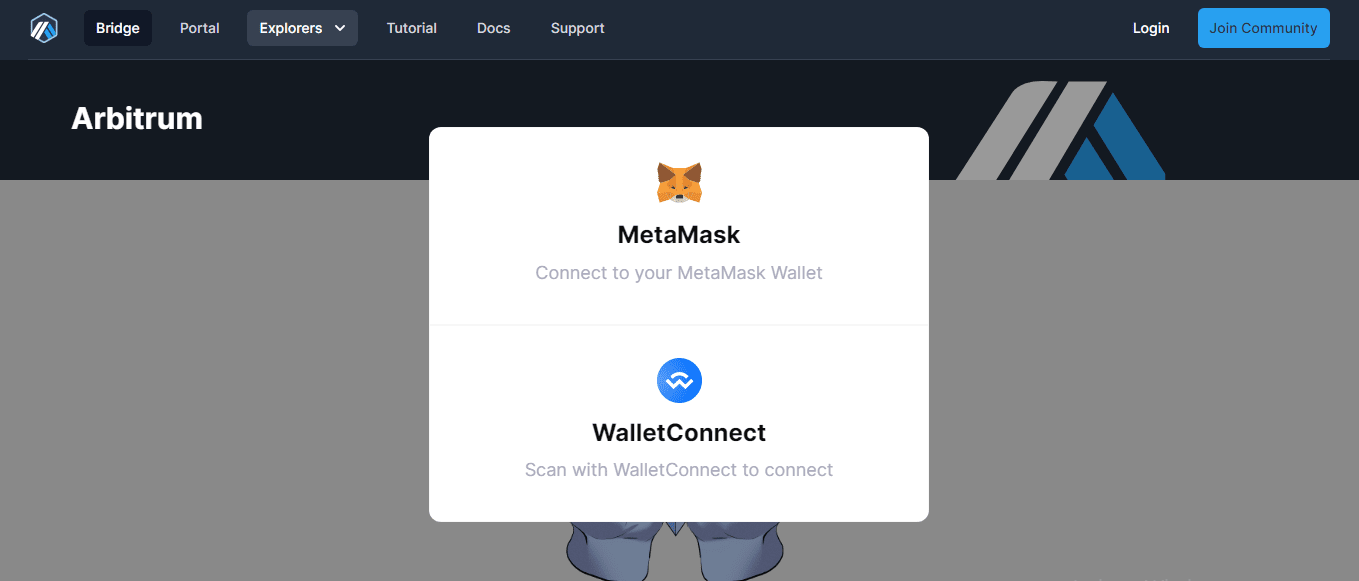 Bridge
Portal
Explorers
Tutorial
Docs
Support
Login
Join Community
Arbitrum
MetaMask
Connect to your MetaMask Wallet
WalletConnect
Scan with WalletConnect to connect